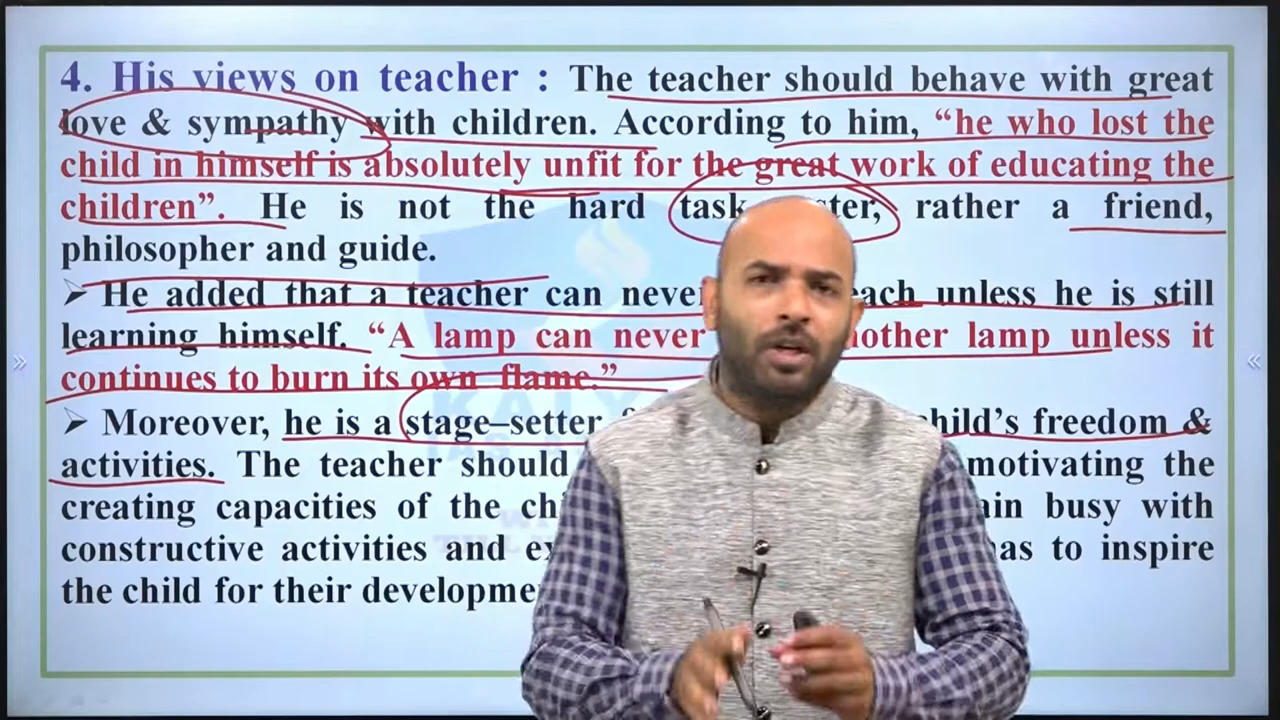 4. His views on teacher : The teacher should behave with great
love & sympathy with children. According to him, “he who lost the
child in himself is absolutely unfit for the great work of educating the
children”. He is not the hard task ter, rather a friend,
philosopher and guide.
➢ He added that a teacher can never each unless he is still
learning himself. “A lamp can never nother lamp unless it
continues to burn its own flame.”
➢ Moreover, he is a stage–setter hild’s freedom &
activities. The teacher should motivating the
creating capacities of the ain busy with
constructive activities and has to inspire
the child for their